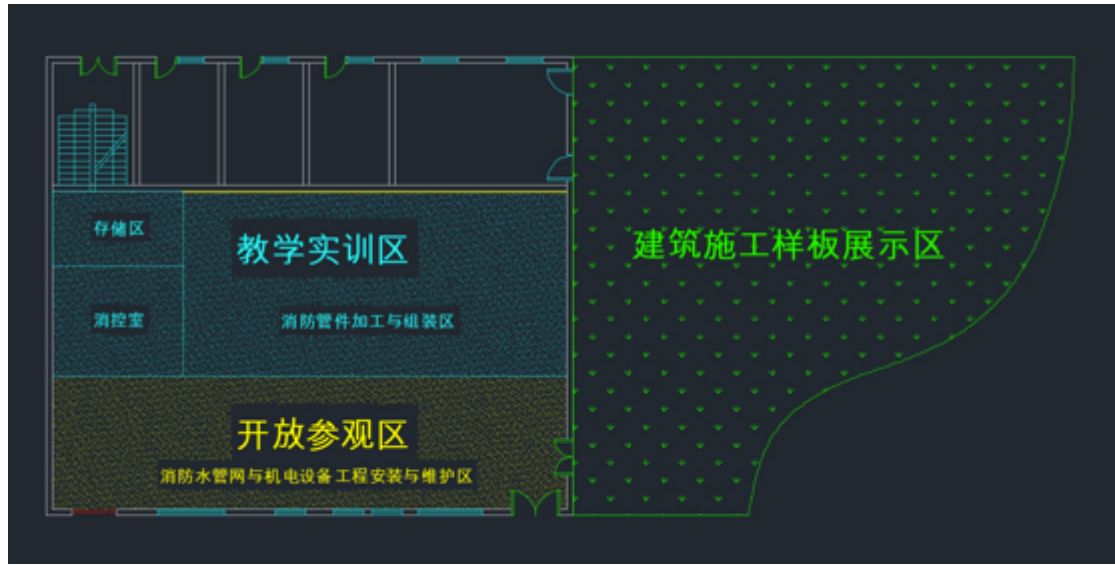 存储区
教学实训区
建筑施工样板展示区
消控室
消防管件加工与组装区
开放参观区
消防水管网与机电设备工程安装与维护区